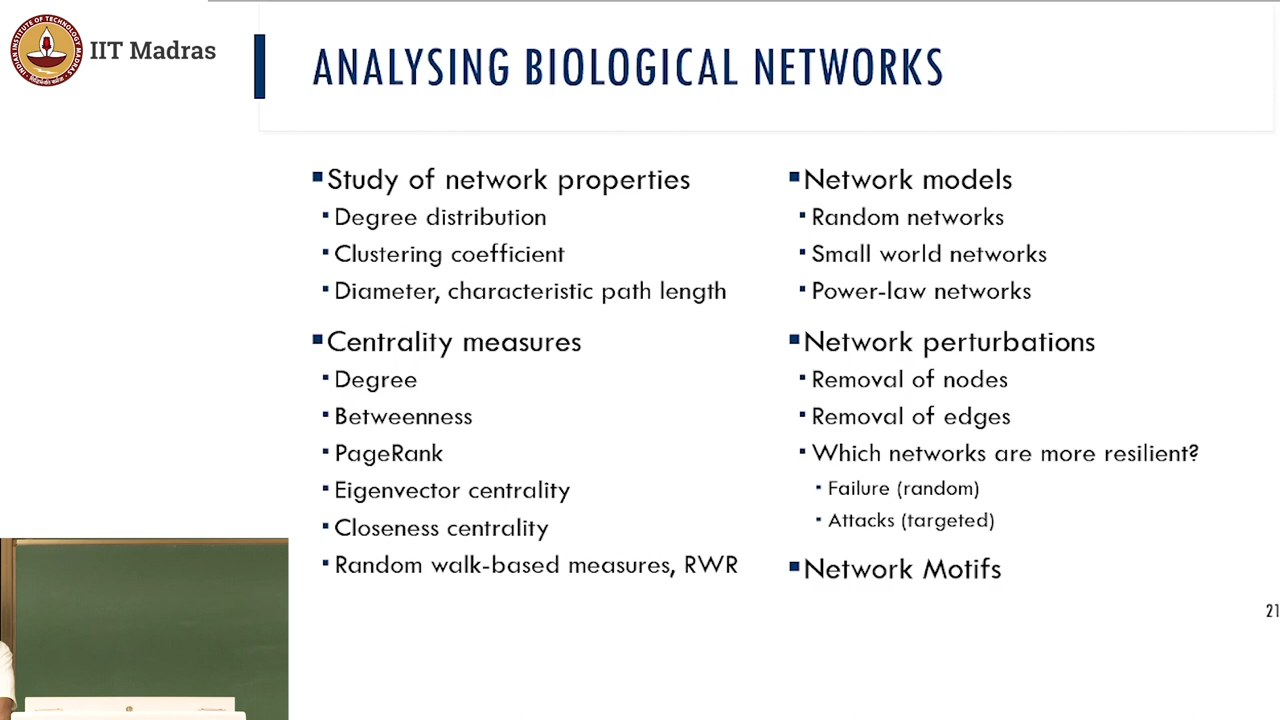 IIT Madras
ANALYSING BIOLOGICAL NETWORKS
Study of network properties
Degree distribution
Clustering coefficient
Diameter, characteristic path length
Centrality measures
Degree
Betweenness
PageRank
Eigenvector centrality
Closeness centrality
Random walk-based measures, RWR
Network models
Random networks
Small world networks
Power-law networks
Network perturbations
Removal of nodes
Removal of edges
Which networks are more resilient?
Failure (random)
Attacks (targeted)
Network Motifs
21